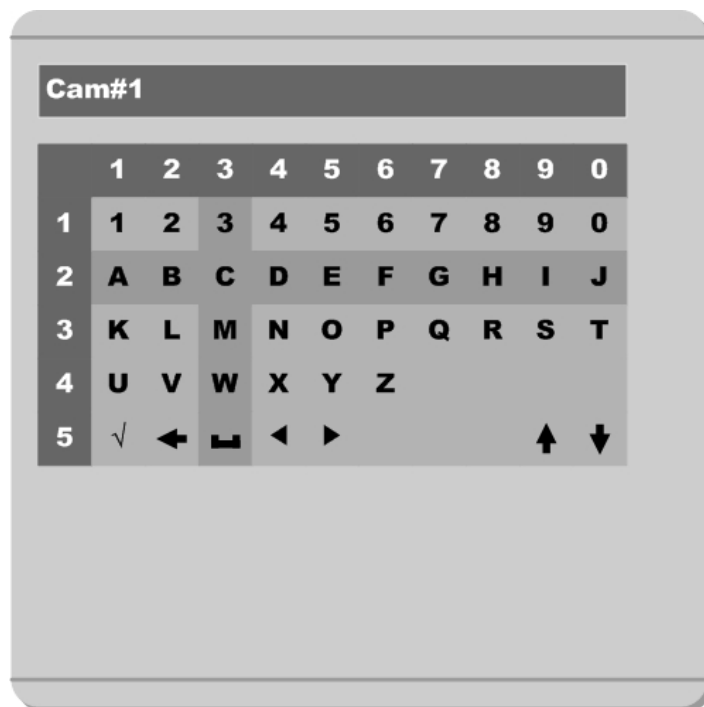 Cam#1
1 2 3 4 5 6 7 8 9 0
1 1 2 3 4 5 6 7 8 9 0
2 A B C D E F G H I J
3 K L M N O P Q R S T
4 U V W X Y Z
5 √